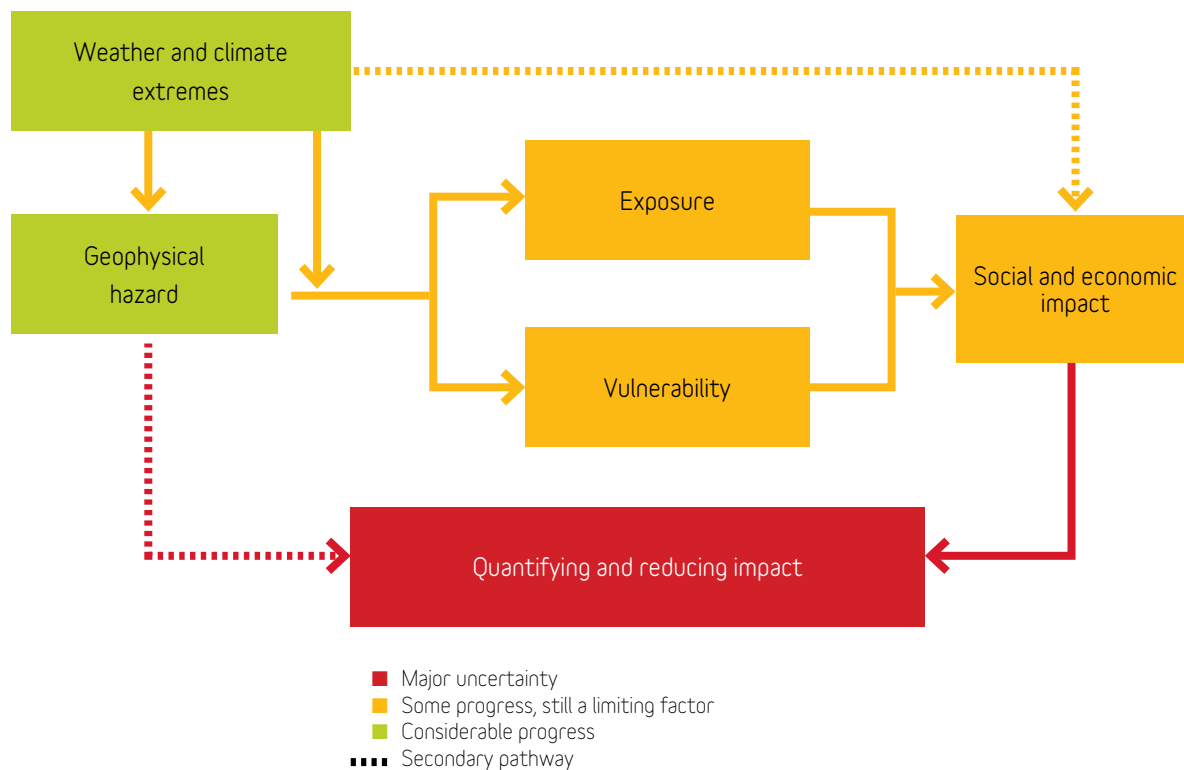 Weather and climate
extremes
Exposure
Geophysical
hazard
Social and economic
impact
Vulnerability
Quantifying and reducing impact
Major uncertainty
Some progress, still a limiting factor
Considerable progress
Secondary pathway